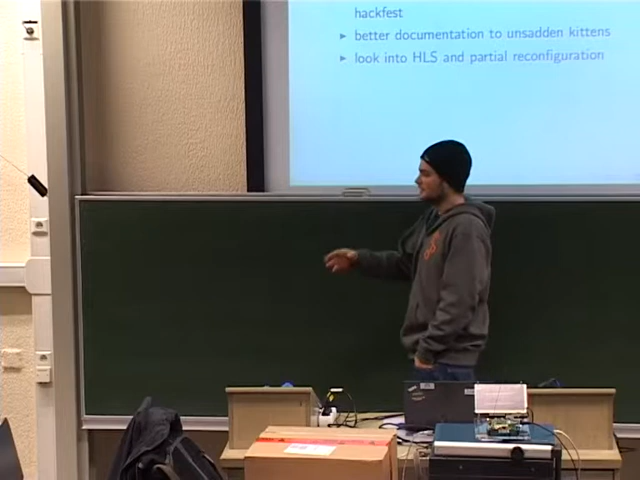 hackfest
► better documentation to unsadden kittens
► look into HLS and partial reconfiguration